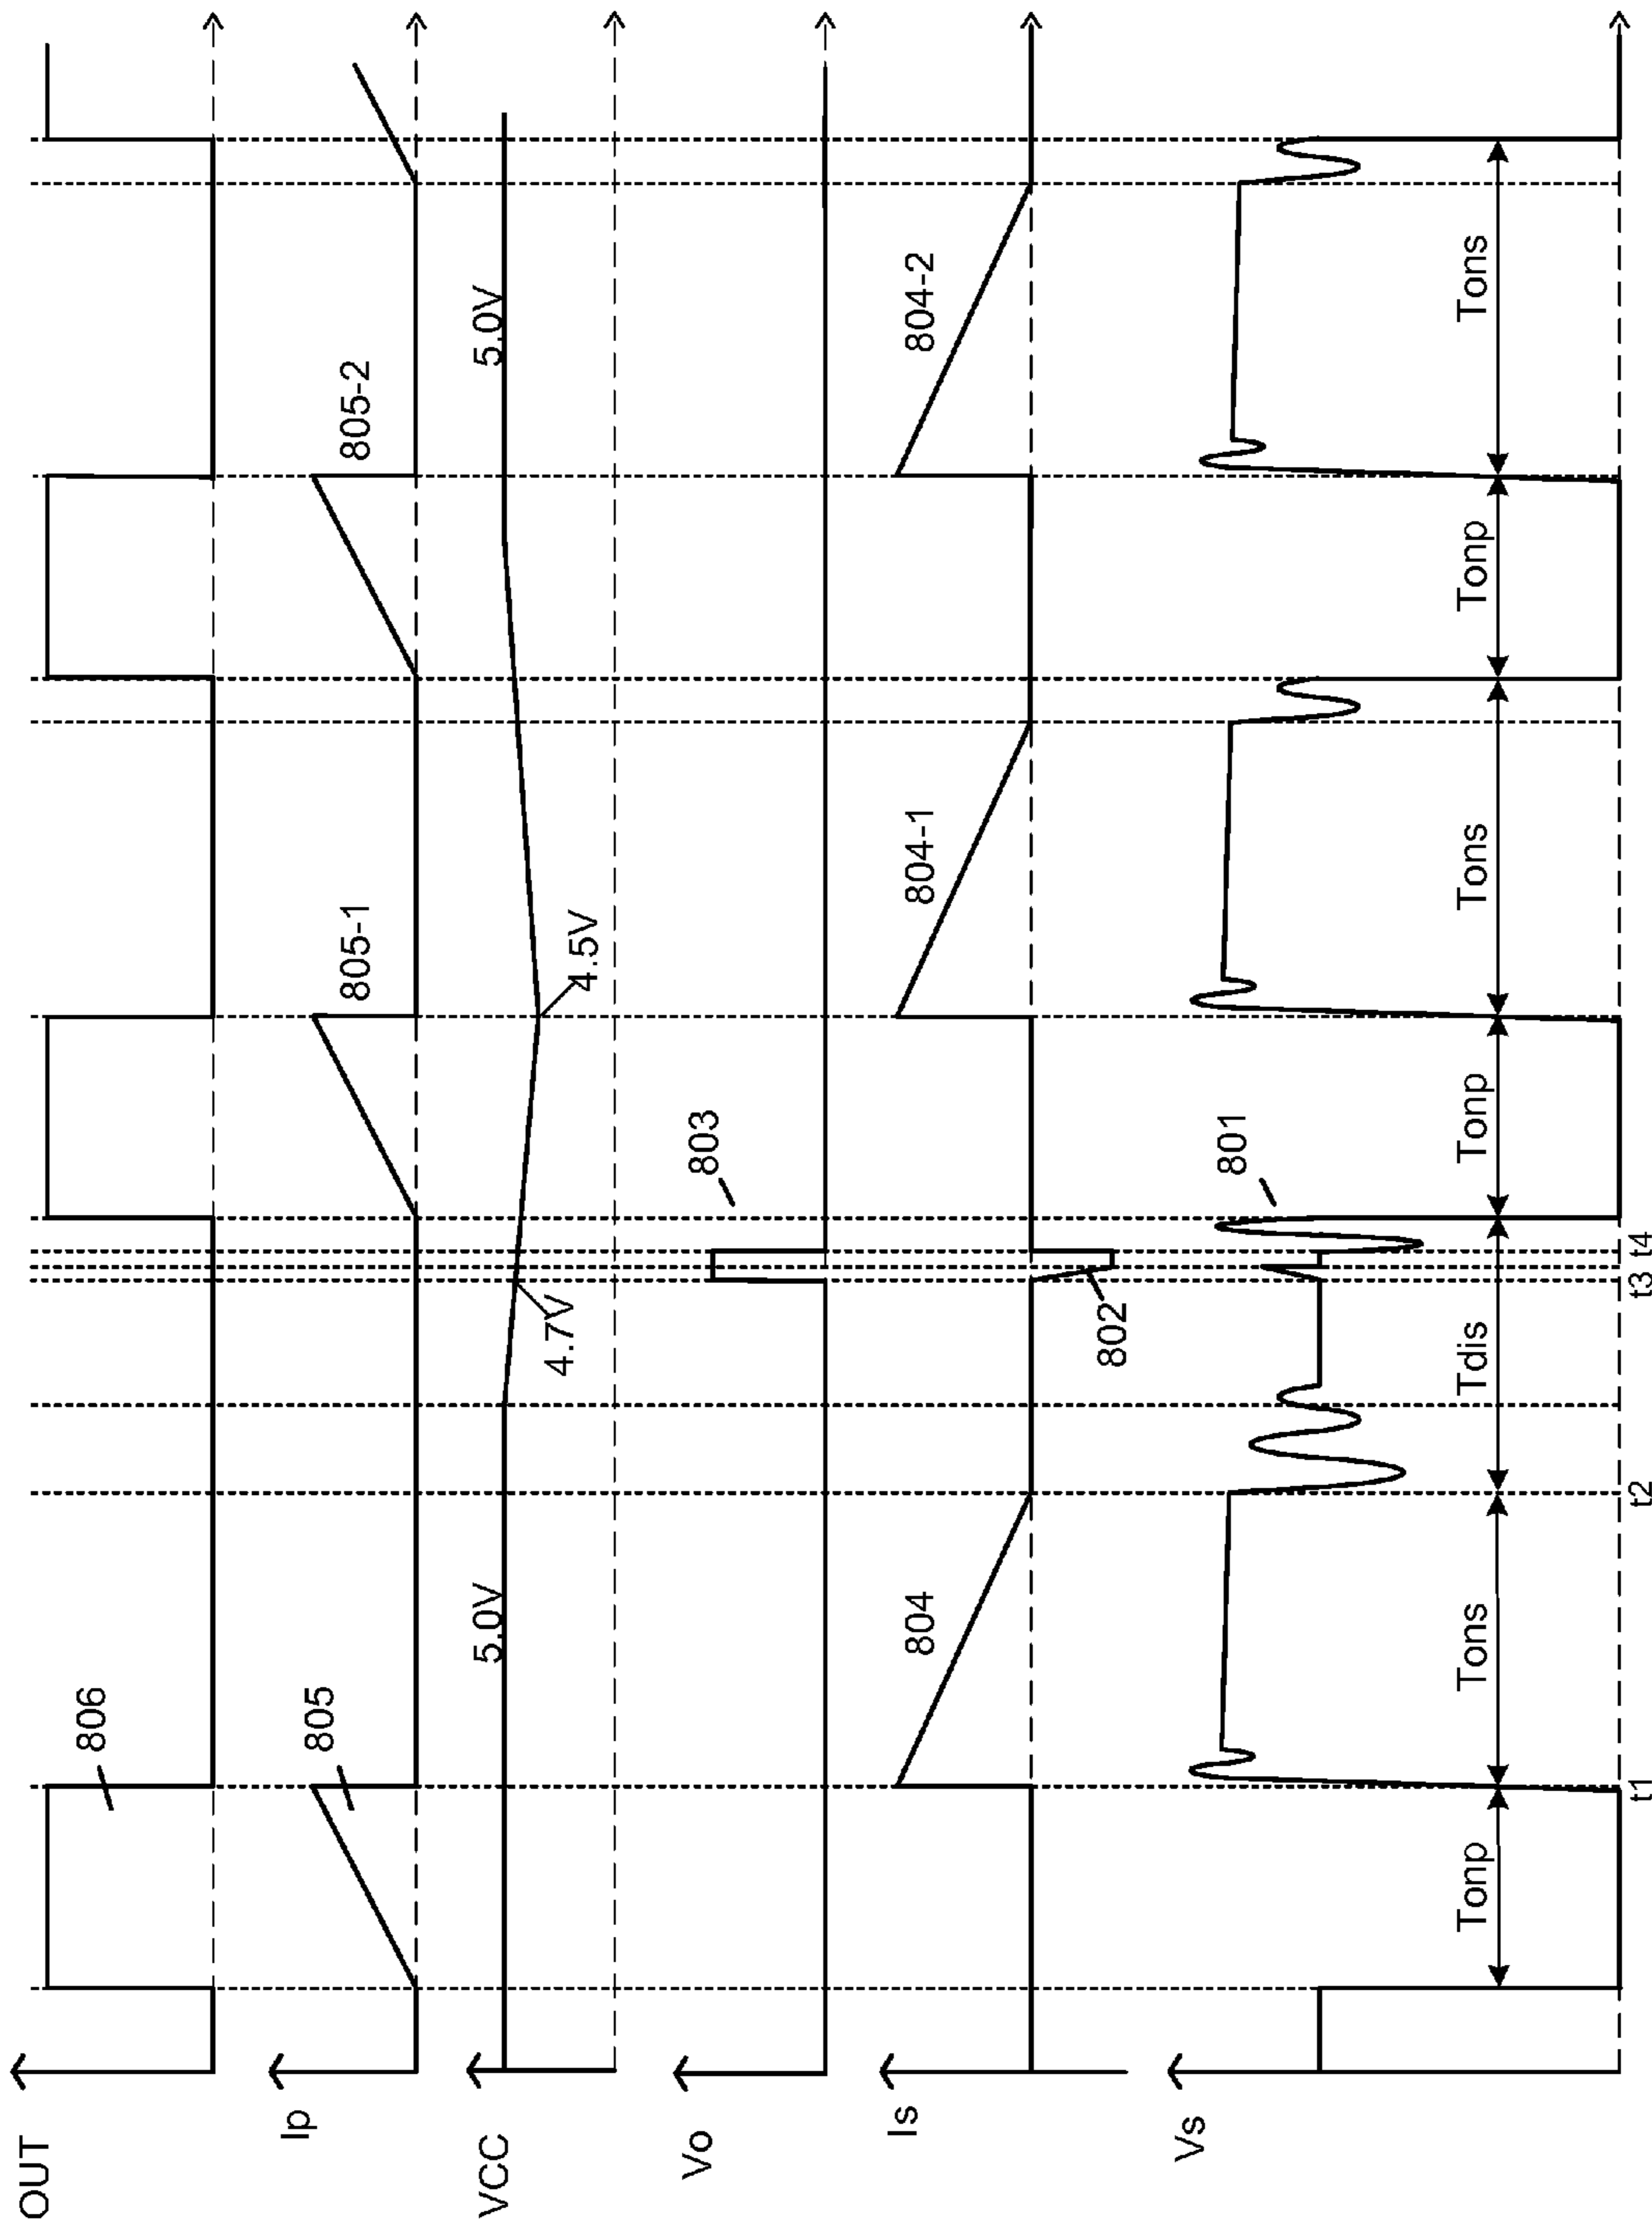 OUT
806
Ip
805
805-1
805-2
VCC
5.0V
4.7V
4.5V
5.0V
Vo
803
Is
804
802
804-1
804-2
Vs
801
Tonp
Tons
Tdis
Tonp
Tons
Tonp
Tons
t1
t2
t3
t4